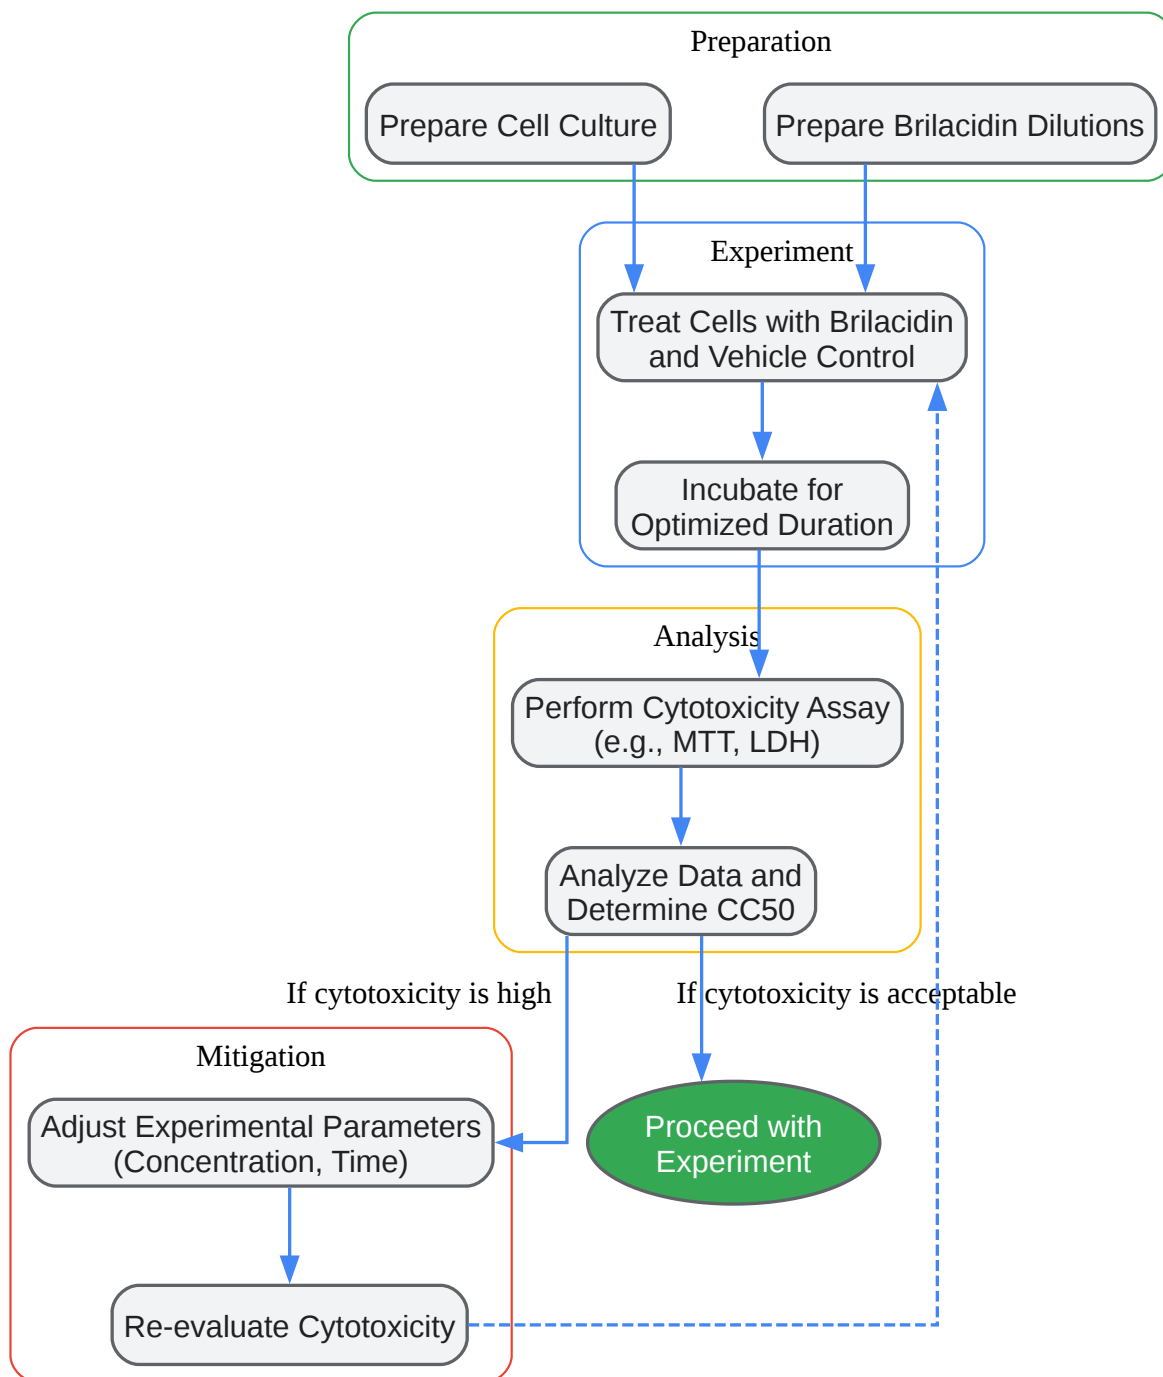 Preparation
Prepare Cell Culture
Prepare Brilacidin Dilutions
Experiment
Treat Cells with Brilacidin
and Vehicle Control
Incubate for
Optimized Duration
Analysis
Perform Cytotoxicity Assay
(e.g., MTT, LDH)
Analyze Data and
Determine CC50
If cytotoxicity is high
If cytotoxicity is acceptable
Mitigation
Adjust Experimental Parameters
(Concentration, Time)
Proceed with
Experiment
Re-evaluate Cytotoxicity